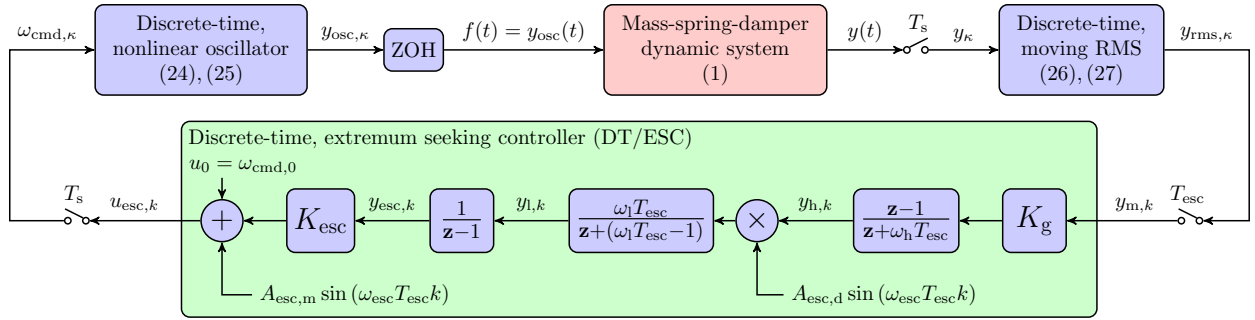 ω_cmd,κ
Discrete-time,
nonlinear oscillator
(24), (25)
y_osc,κ
ZOH
f(t) = y_osc(t)
Mass-spring-damper
dynamic system
(1)
y(t)
T_s
y_κ
Discrete-time,
moving RMS
(26), (27)
y_rms,κ
Discrete-time, extremum seeking controller (DT/ESC)
u_0 = ω_cmd,0
T_s
u_esc,k
+
K_esc
y_esc,k
1
z−1
y_l,k
ω_l T_esc
z+(ω_l T_esc−1)
×
y_h,k
z−1
z+ω_h T_esc
K_g
y_m,k
T_esc
A_esc,m sin (ω_esc T_esc k)
A_esc,d sin (ω_esc T_esc k)